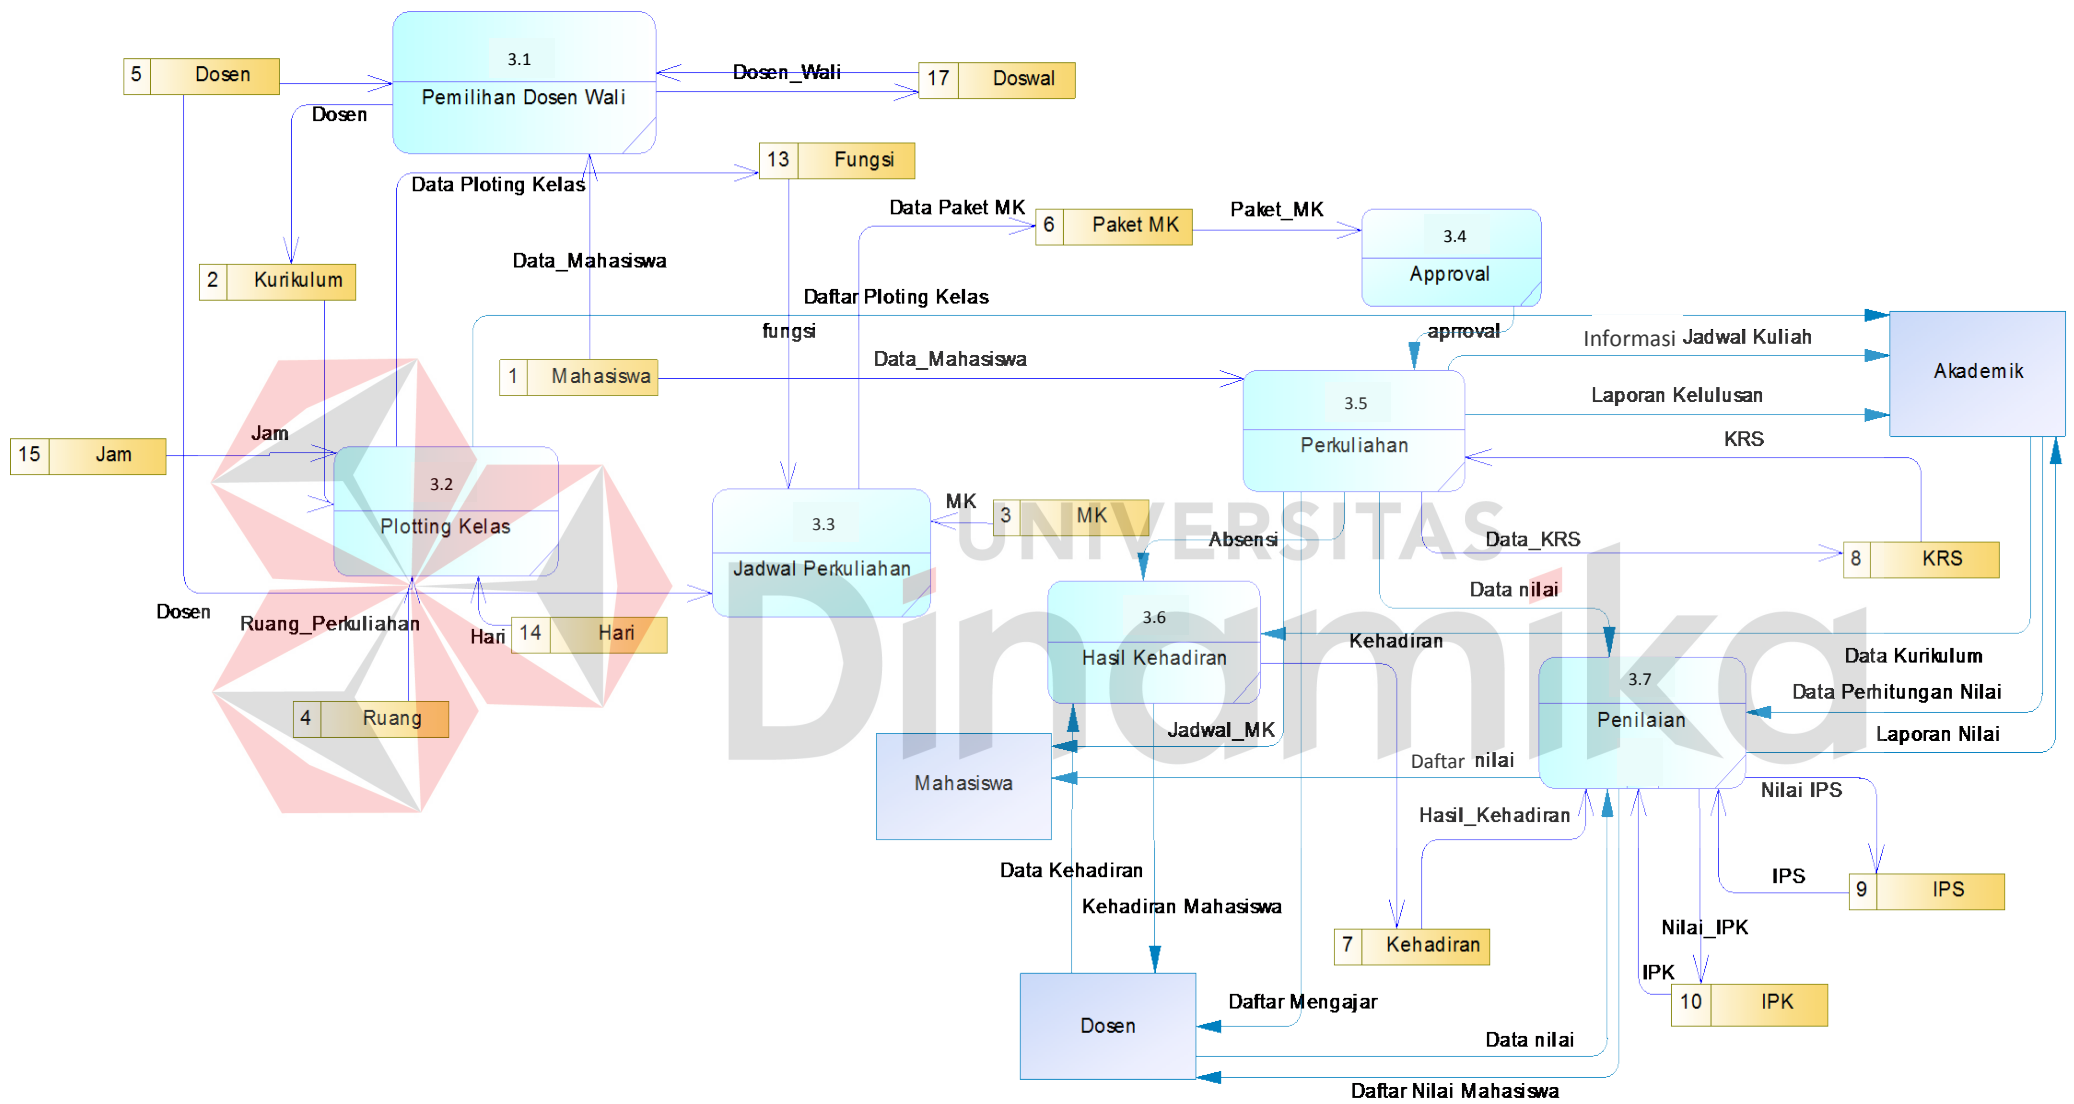 3.1
Pemilihan Dosen Wali
5 Dosen
Dosen_Wali
17 Doswal
Dosen
13 Fungsi
Data Ploting Kelas
Data Paket MK
6 Paket MK
Paket_MK
3.4
Approval
Data_Mahasiswa
2 Kurikulum
Daftar Ploting Kelas
fungsi
aprroval
Informasi Jadwal Kuliah
Akademik
1 Mahasiswa
Data_Mahasiswa
3.5
Perkuliahan
Laporan Kelulusan
KRS
Jam
15 Jam
3.2
Plotting Kelas
3.3
Jadwal Perkuliahan
MK
3 MK
UNIVERSITAS
Dinamika
Absensi
Data_KRS
8 KRS
Dosen
Ruang_Perkuliahan
Hari
14 Hari
Data nilai
3.6
Hasil Kehadiran
Kehadiran
Data Kurikulum
3.7
Penilaian
Data Perhitungan Nilai
4 Ruang
Jadwal_MK
Laporan Nilai
Mahasiswa
Daftar nilai
Nilai IPS
Hasil_Kehadiran
Data Kehadiran
IPS
9 IPS
Kehadiran Mahasiswa
Nilai_IPK
7 Kehadiran
IPK
10 IPK
Daftar Mengajar
Dosen
Data nilai
Daftar Nilai Mahasiswa